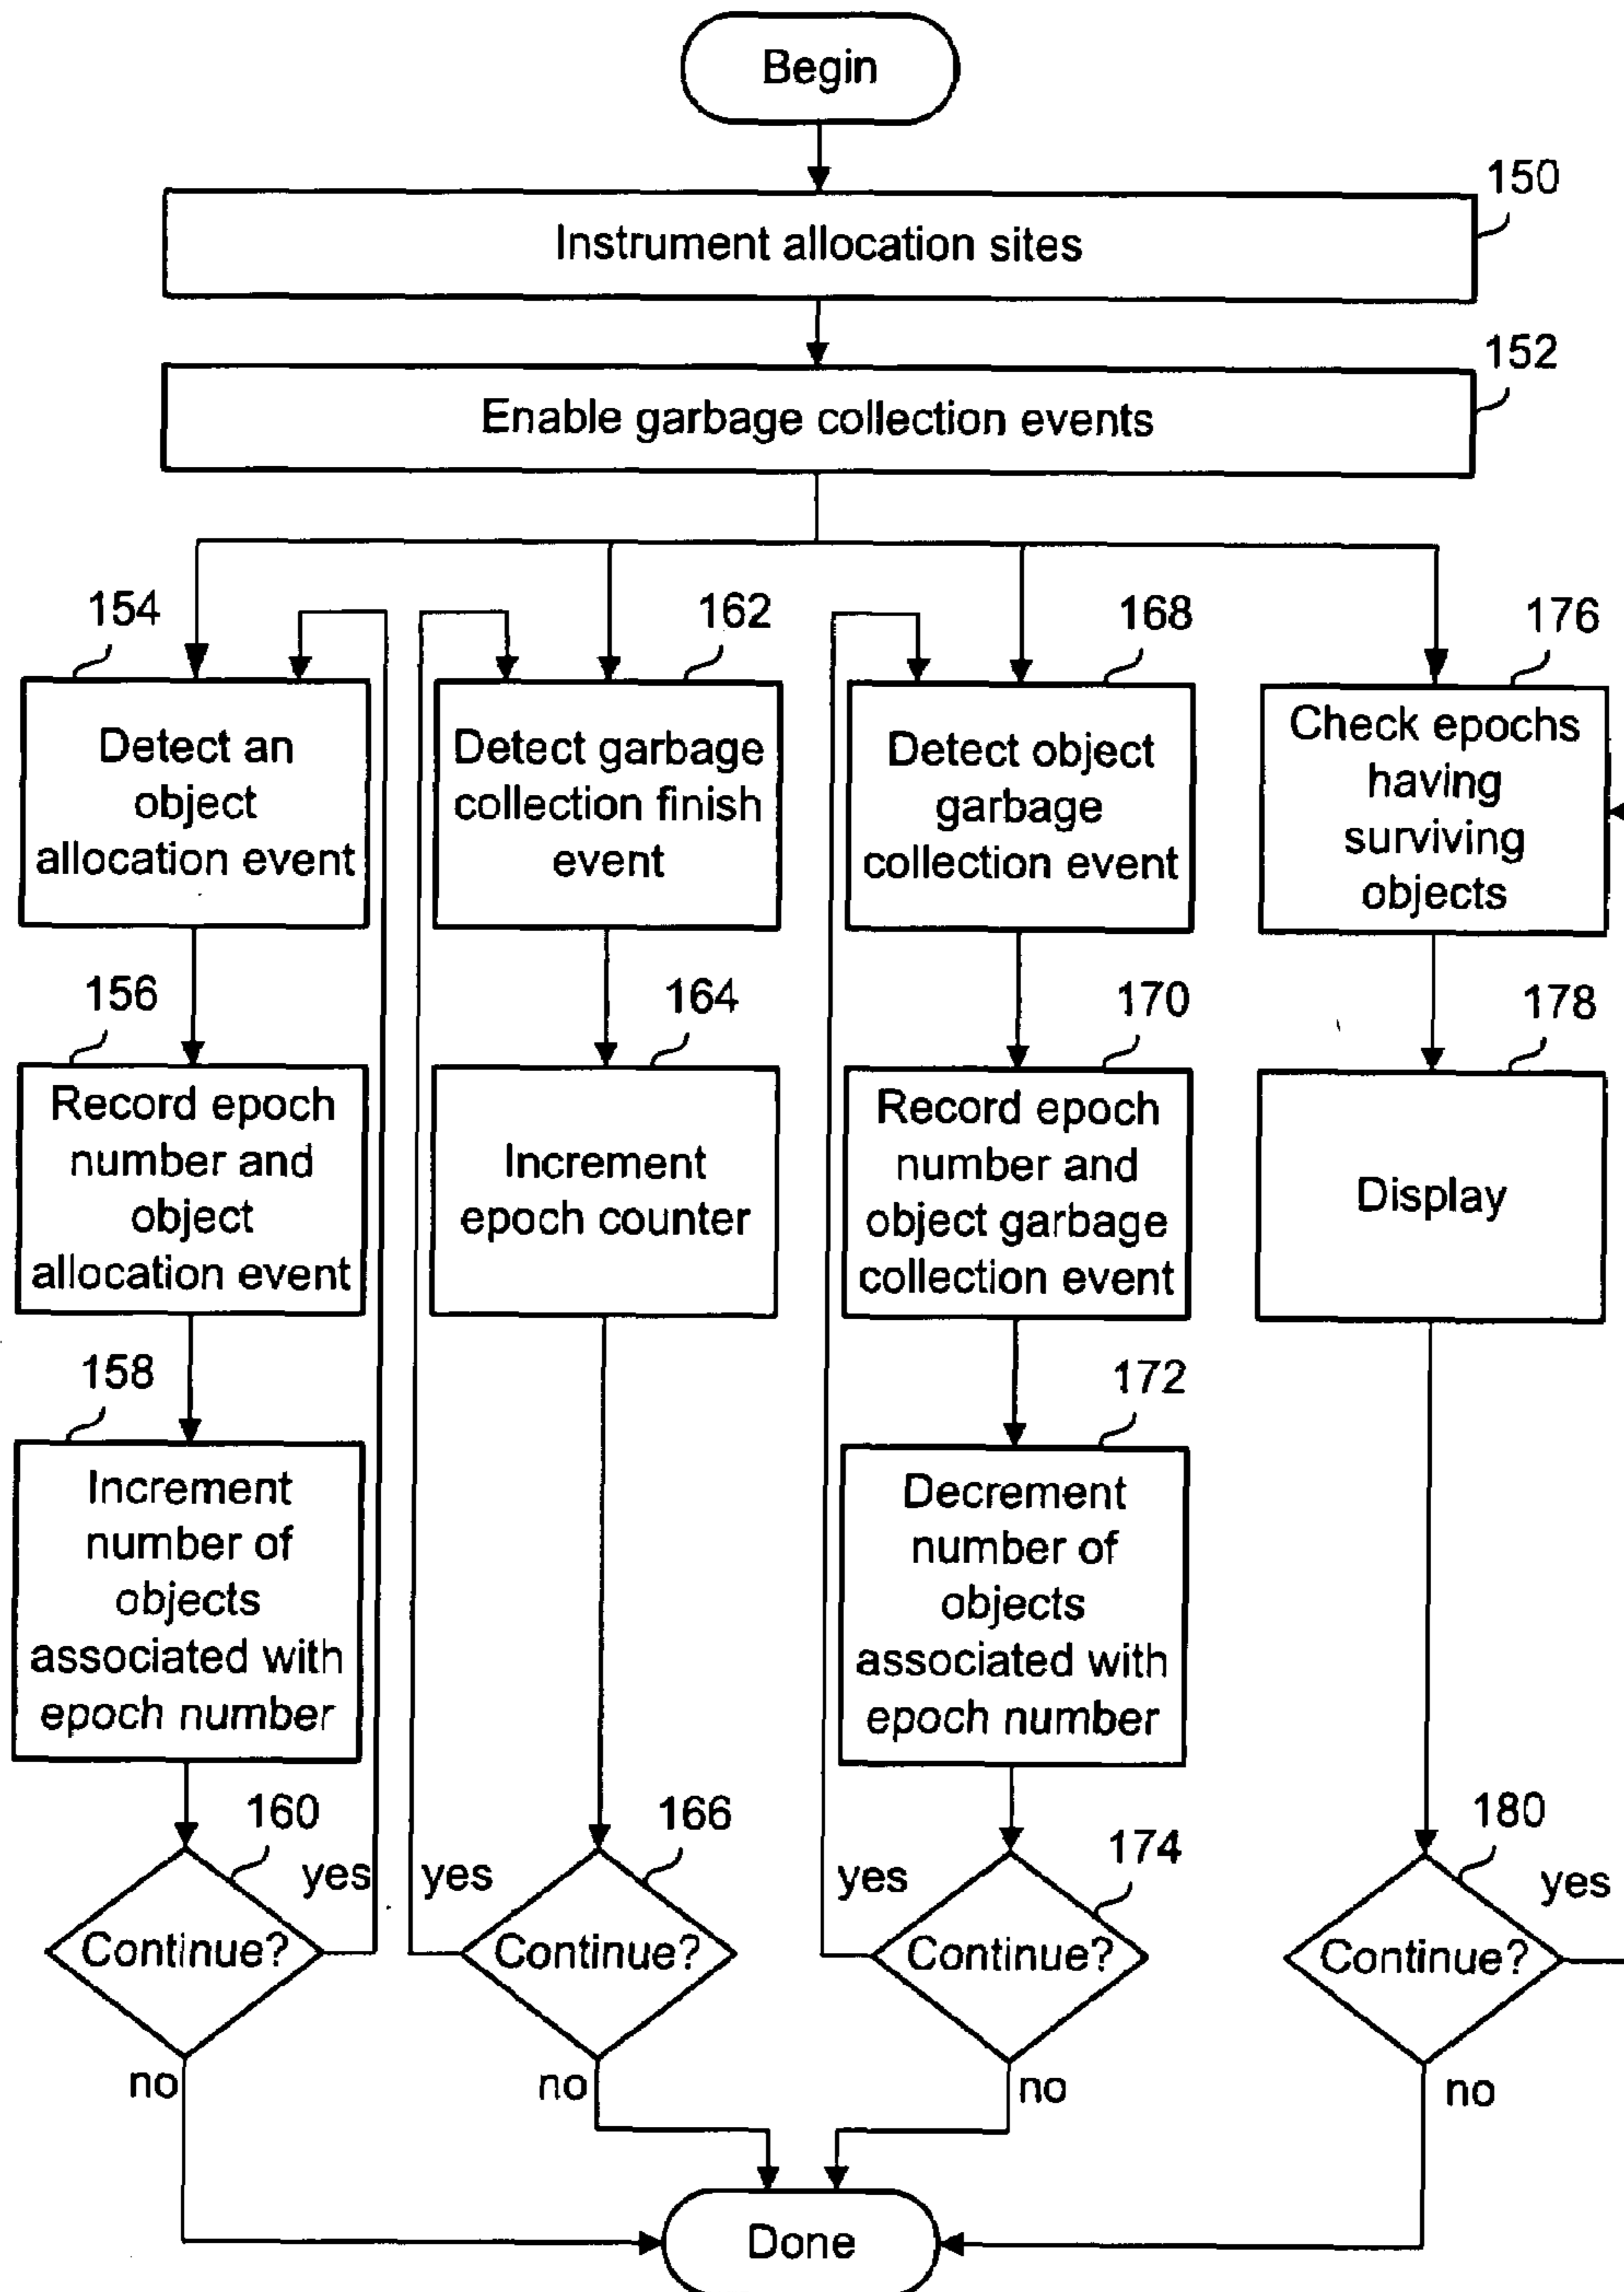 Begin
150
Instrument allocation sites
152
Enable garbage collection events
154
Detect an
object
allocation event
156
Record epoch
number and
object
allocation event
158
Increment
number of
objects
associated with
epoch number
160
Continue?
yes
no
162
Detect garbage
collection finish
event
164
Increment
epoch counter
166
Continue?
yes
no
168
Detect object
garbage
collection event
170
Record epoch
number and
object garbage
collection event
172
Decrement
number of
objects
associated with
epoch number
174
Continue?
yes
no
176
Check epochs
having
surviving
objects
178
Display
180
Continue?
yes
no
Done